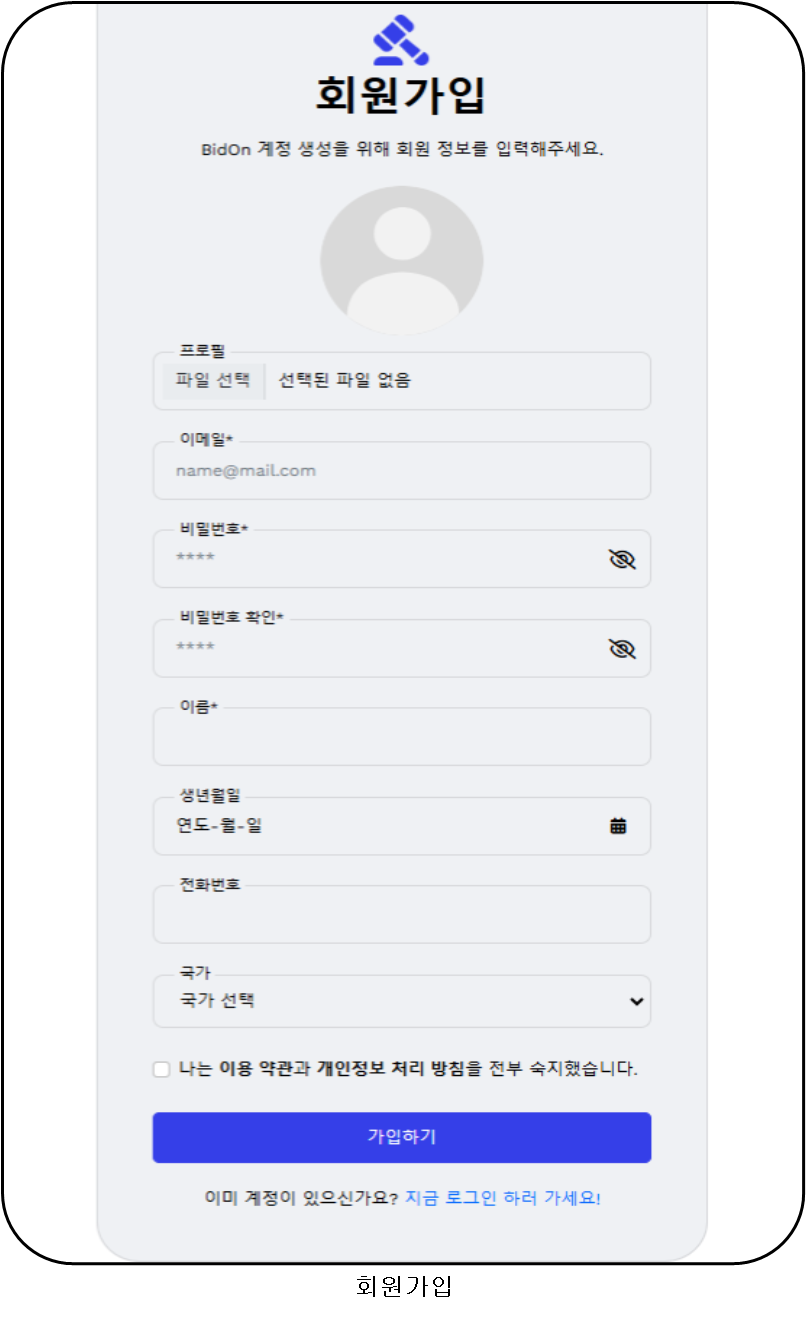 회원가입
BidOn 계정 생성을 위해 회원 정보를 입력해주세요.
프로필
파일 선택 선택된 파일 없음
이메일*
name@mail.com
비밀번호*
****
비밀번호 확인*
****
이름*
생년월일
연도-월-일
전화번호
국가
국가 선택
나는 이용 약관과 개인정보 처리 방침을 전부 숙지했습니다.
가입하기
이미 계정이 있으신가요? 지금 로그인 하러 가세요!
회원가입